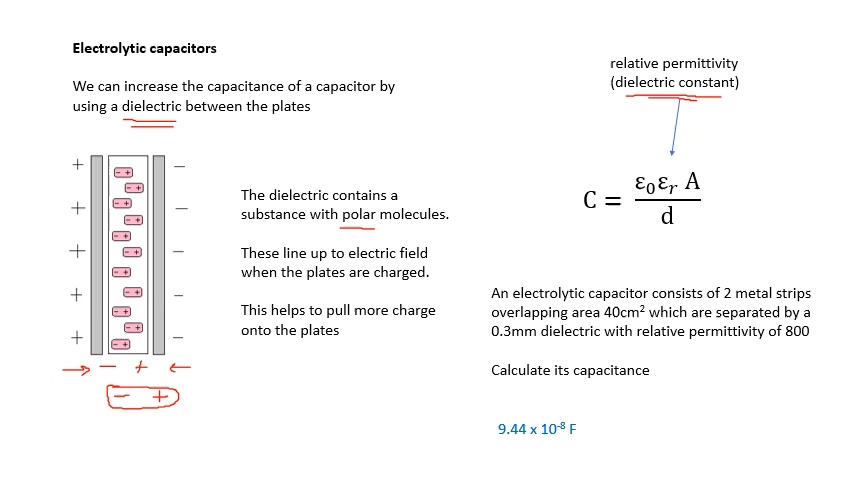 Electrolytic capacitors
We can increase the capacitance of a capacitor by
using a dielectric between the plates
relative permittivity
(dielectric constant)
C = ε₀εᵣ A
d
+ - + −
- +
+ - + −
- +
- +
+ - + −
- +
+ - + −
- +
- +
+ - + −
→ − + ←
− +
The dielectric contains a
substance with polar molecules.
These line up to electric field
when the plates are charged.
This helps to pull more charge
onto the plates
An electrolytic capacitor consists of 2 metal strips
overlapping area 40cm² which are separated by a
0.3mm dielectric with relative permittivity of 800
Calculate its capacitance
9.44 x 10⁻⁸ F